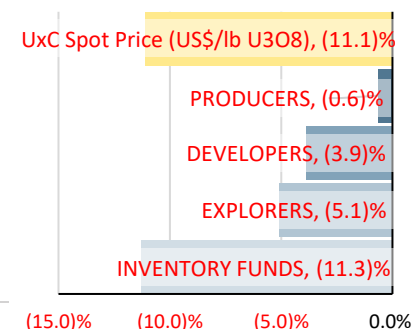 UxC Spot Price (US$/lb U3O8), (11.1)%
PRODUCERS, (0.6)%
DEVELOPERS, (3.9)%
EXPLORERS, (5.1)%
INVENTORY FUNDS, (11.3)%
(15.0)% (10.0)% (5.0)% 0.0%